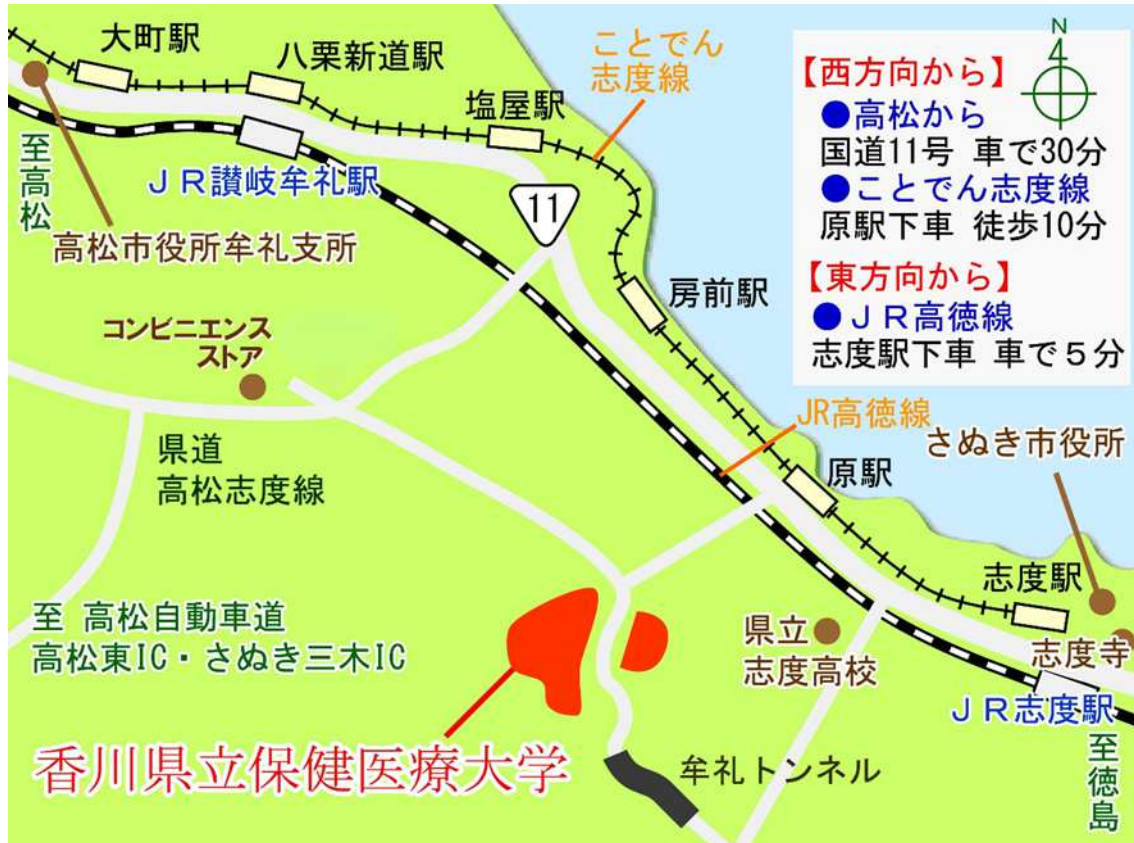 大町駅
八栗新道駅
塩屋駅
ことでん
志度線
至高松
JR讃岐牟礼駅
高松市役所牟礼支所
11
N
【西方向から】
●高松から
国道11号 車で30分
●ことでん志度線
原駅下車 徒歩10分
【東方向から】
●JR高徳線
志度駅下車 車で5分
房前駅
コンビニエンス
ストア
県道
高松志度線
JR高徳線
さぬき市役所
原駅
志度駅
至 高松自動車道
高松東IC・さぬき三木IC
県立
志度高校
志度寺
JR志度駅
香川県立保健医療大学
牟礼トンネル
至徳島